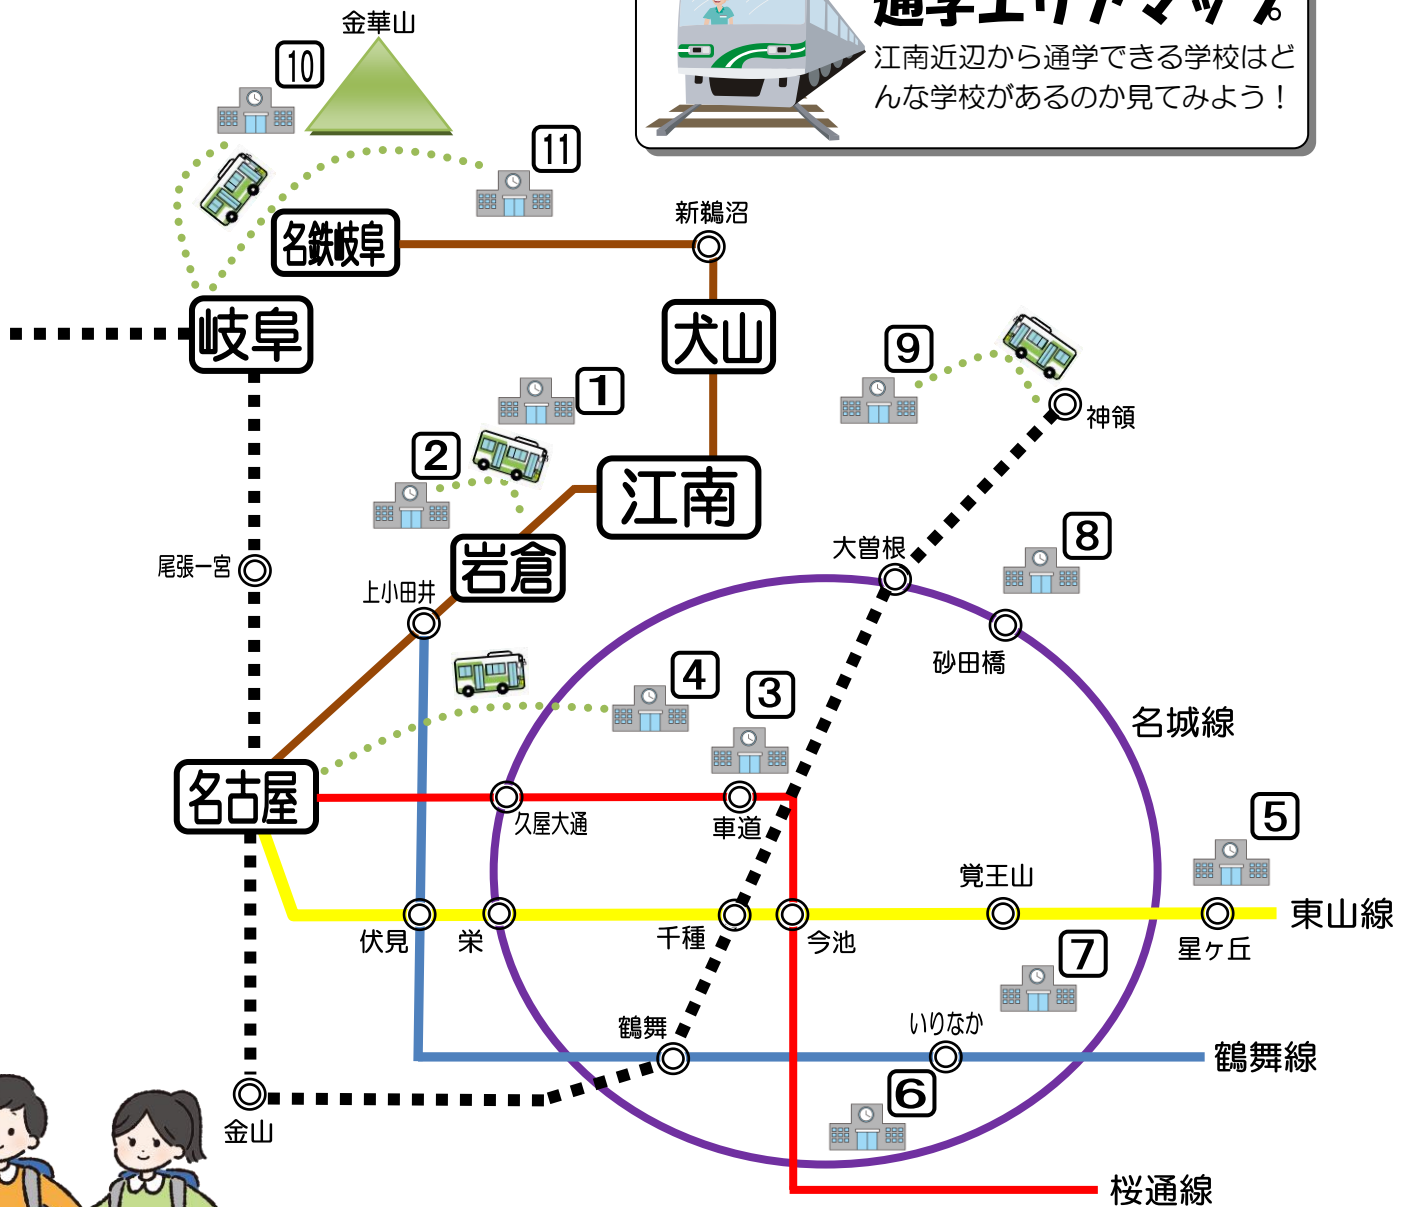 通学エリアマップ。
江南近辺から通学できる学校はど
んな学校があるのか見てみよう！
金華山
10
11
名鉄岐阜
新鵜沼
岐阜
犬山
9
神領
1
2
江南
岩倉
尾張一宮
上小田井
大曽根
8
砂田橋
4
3
名城線
名古屋
久屋大通
車道
5
覚王山
東山線
伏見
栄
千種
今池
星ヶ丘
7
鶴舞
いりなか
鶴舞線
6
金山
桜通線